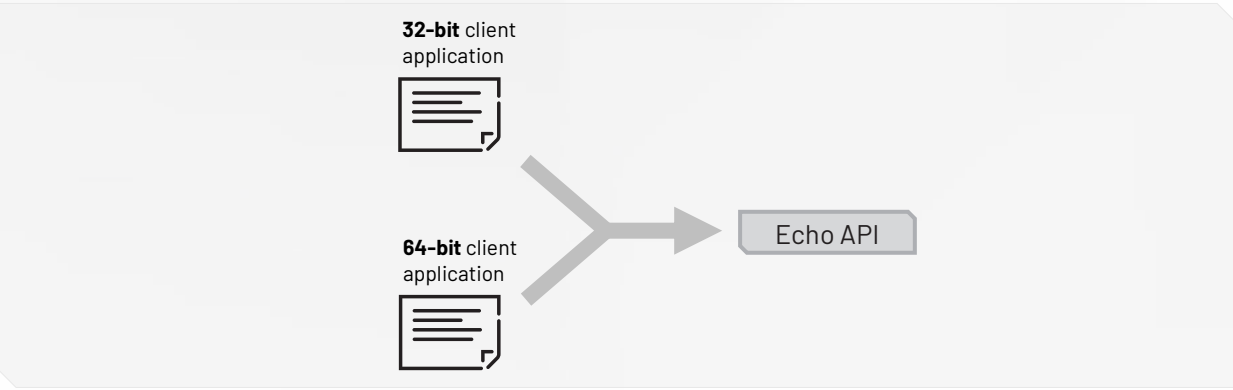 32-bit client
application
64-bit client
application
Echo API